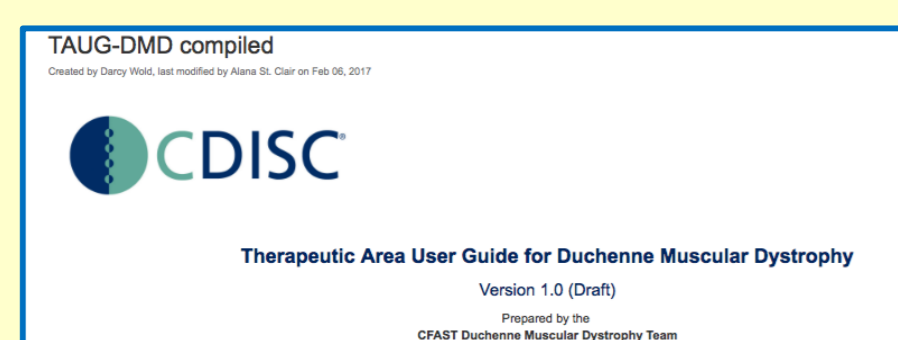 TAUG-DMD compiled
Created by Darcy Wold, last modified by Alana St. Clair on Feb 06, 2017
CDISC®
Therapeutic Area User Guide for Duchenne Muscular Dystrophy
Version 1.0 (Draft)
Prepared by the
CFAST Duchenne Muscular Dystrophy Team